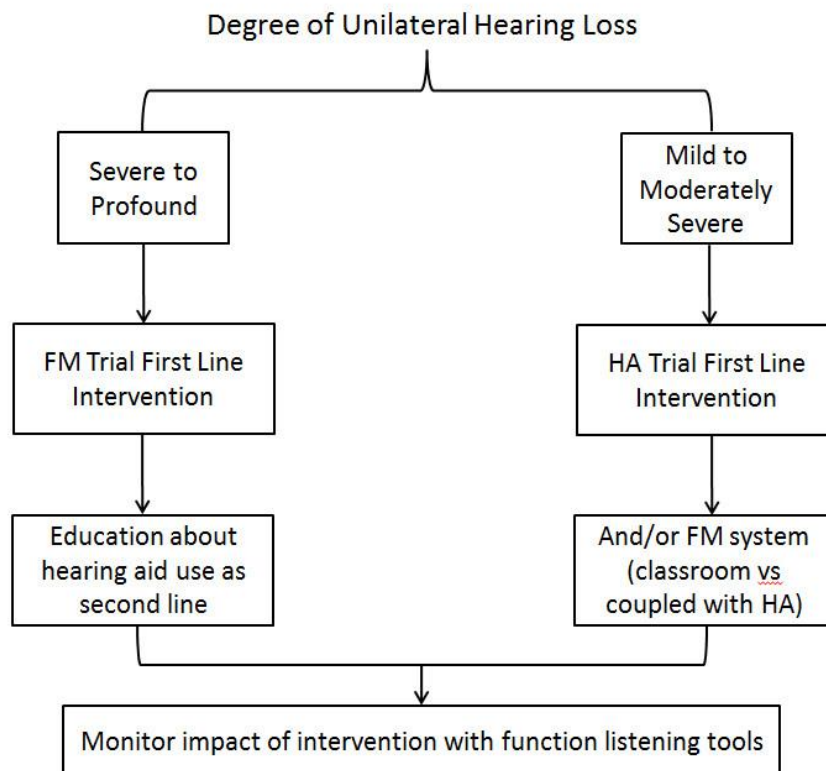 Degree of Unilateral Hearing Loss
Severe to
Profound
Mild to
Moderately
Severe
FM Trial First Line
Intervention
HA Trial First Line
Intervention
Education about
hearing aid use as
second line
And/or FM system
(classroom vs
coupled with HA)
Monitor impact of intervention with function listening tools